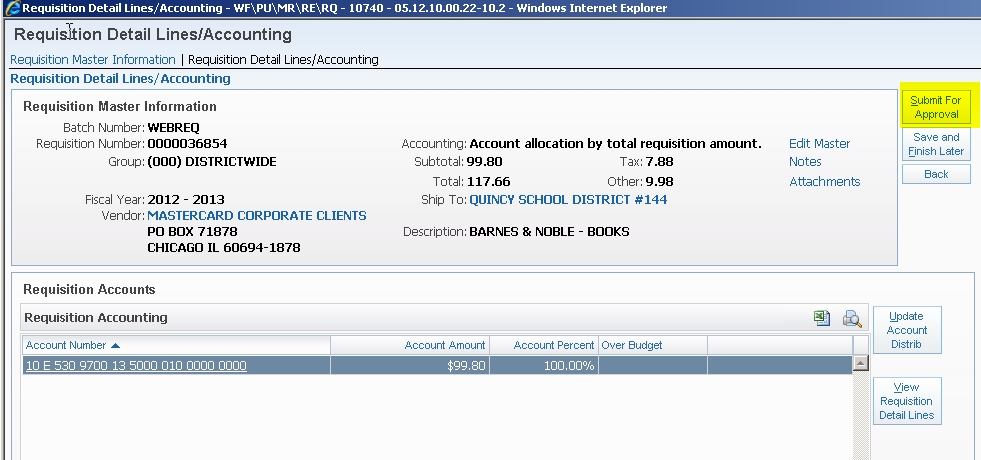 Requisition Detail Lines/Accounting - WF\PU\MR\RE\RQ - 10740 - 05.12.10.00.22-10.2 - Windows Internet Explorer
Requisition Detail Lines/Accounting
Requisition Master Information | Requisition Detail Lines/Accounting
Requisition Detail Lines/Accounting
Requisition Master Information
Batch Number: WEBREQ
Requisition Number: 0000036854 Accounting: Account allocation by total requisition amount. Edit Master
Group: (000) DISTRICTWIDE Subtotal: 99.80 Tax: 7.88 Notes
Total: 117.66 Other: 9.98 Attachments
Fiscal Year: 2012 - 2013 Ship To: QUINCY SCHOOL DISTRICT #144
Vendor: MASTERCARD CORPORATE CLIENTS
PO BOX 71878 Description: BARNES & NOBLE - BOOKS
CHICAGO IL 60694-1878
Submit For
Approval
Save and
Finish Later
Back
Requisition Accounts
Requisition Accounting
Account Number Account Amount Account Percent Over Budget
10 E 530 9700 13 5000 010 0000 0000 $99.80 100.00%
Update
Account
Distrib
View
Requisition
Detail Lines